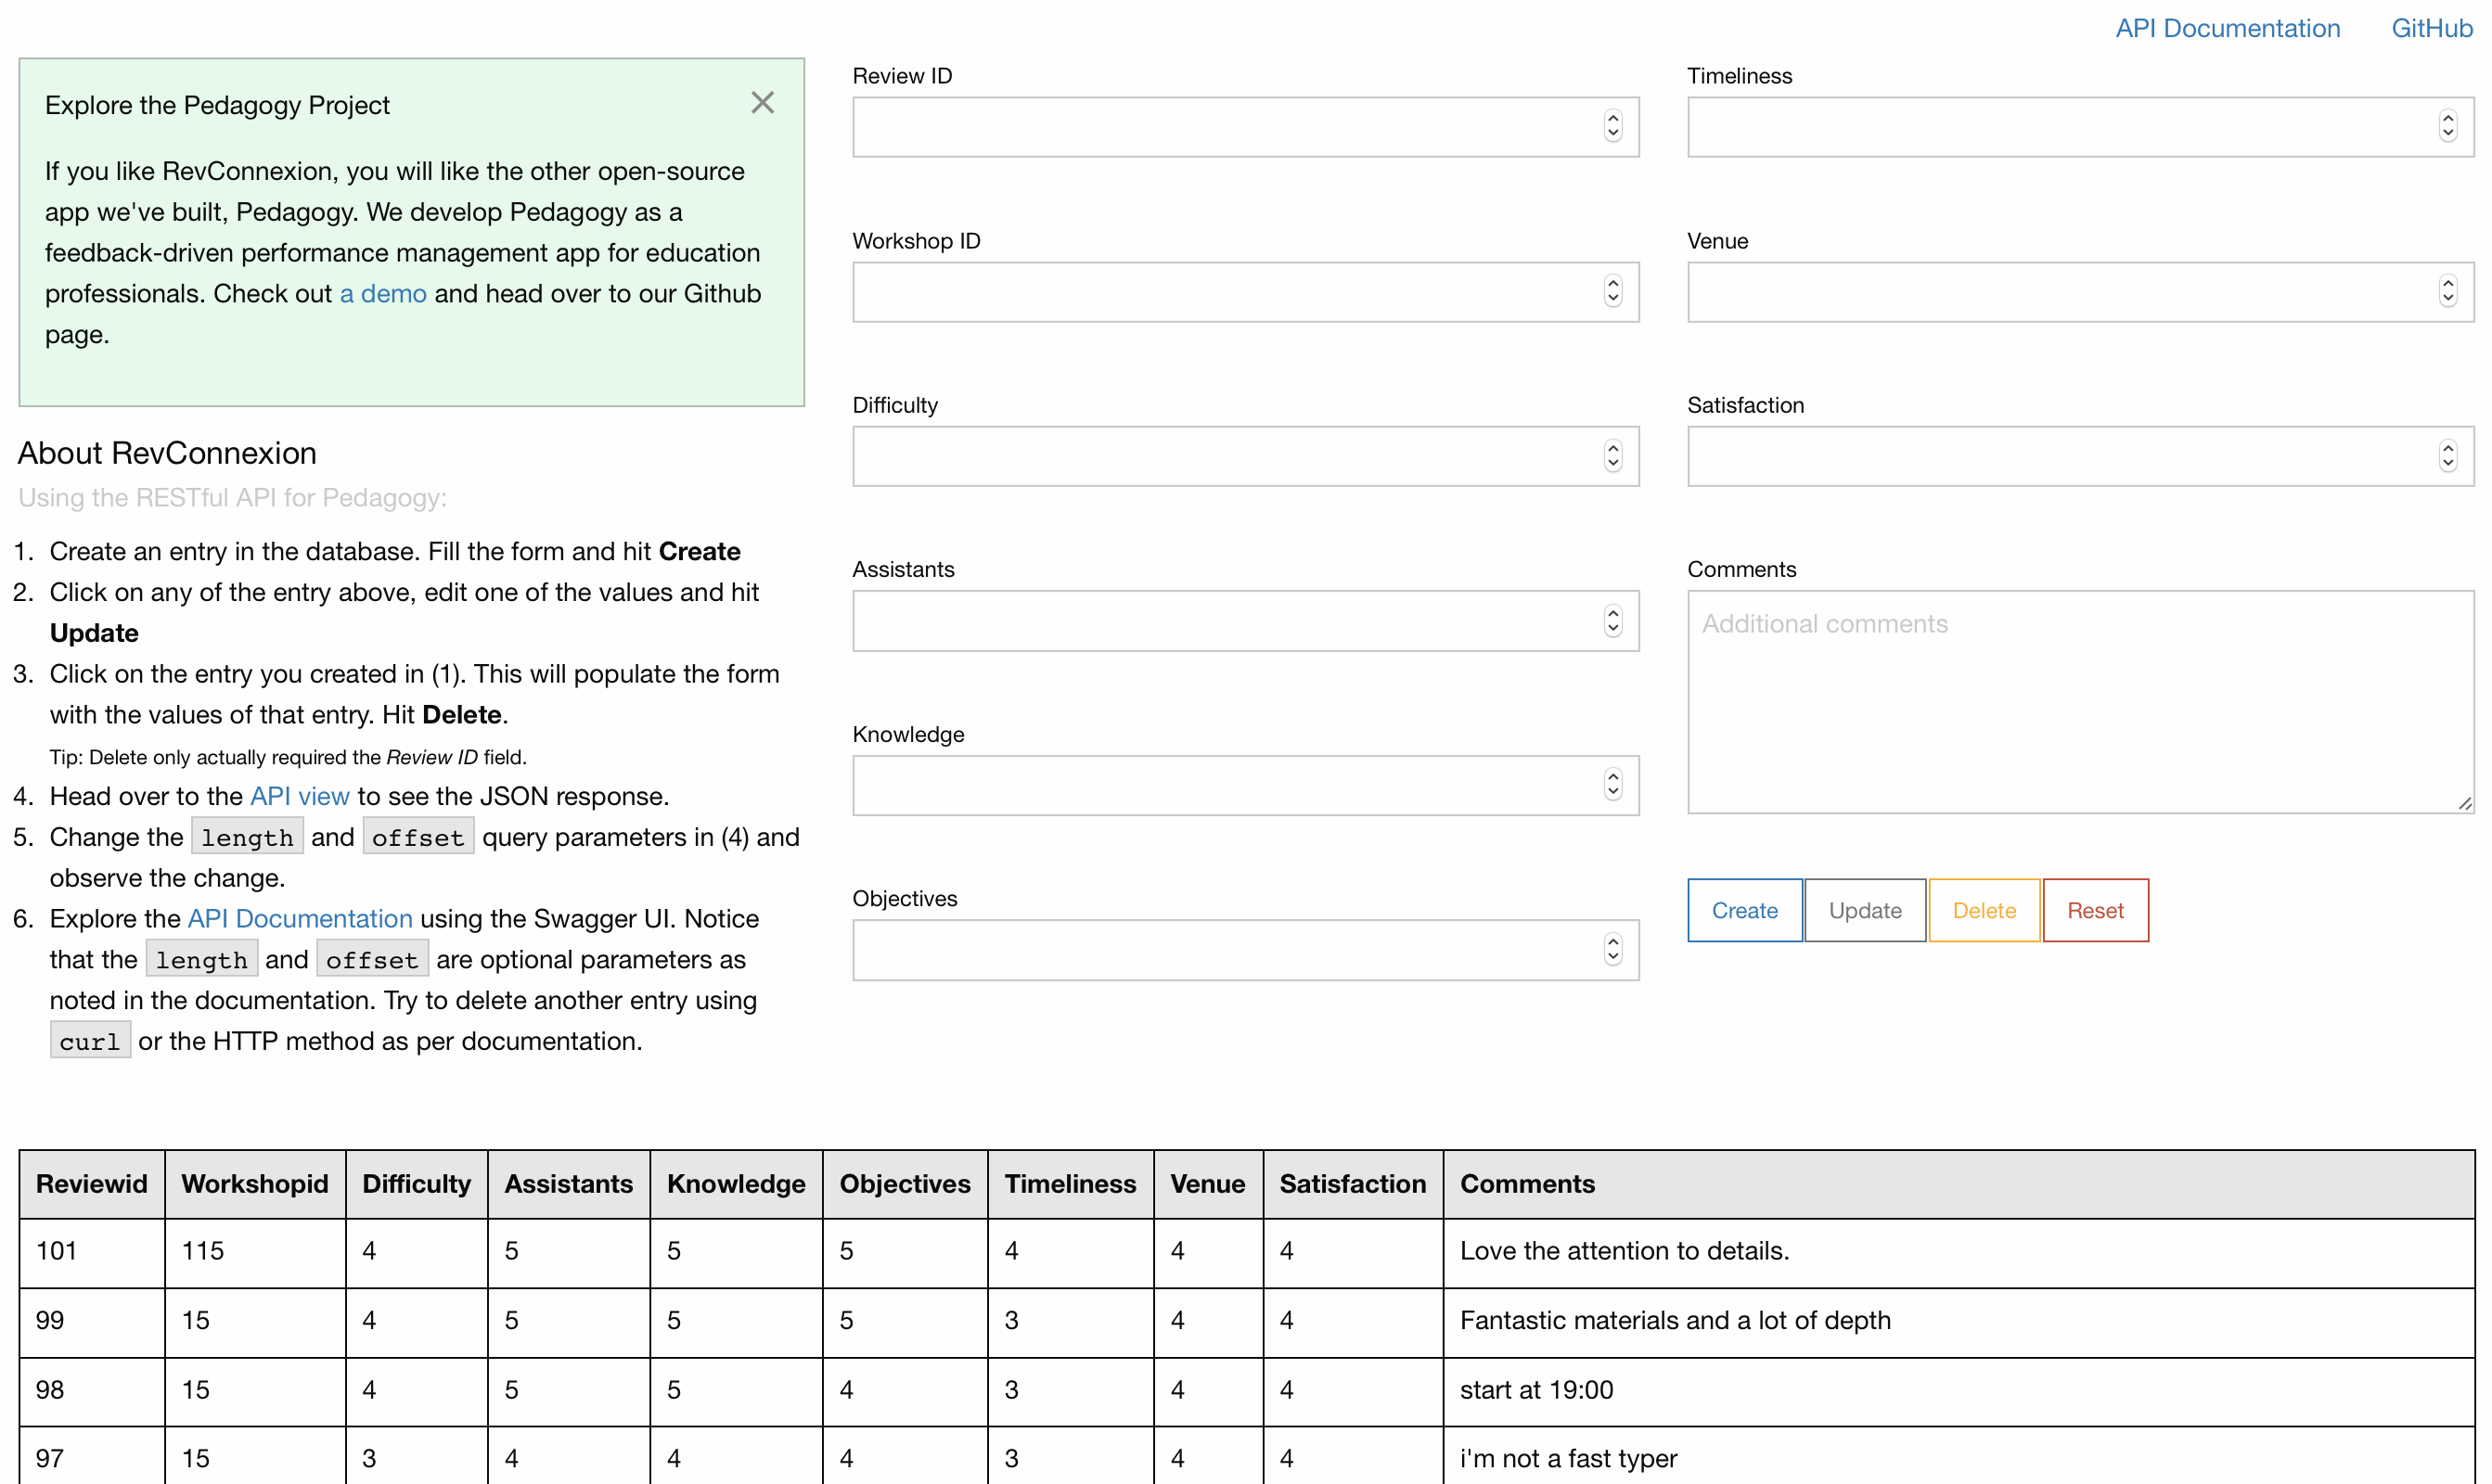 API Documentation GitHub
Explore the Pedagogy Project
If you like RevConnexion, you will like the other open-source
app we've built, Pedagogy. We develop Pedagogy as a
feedback-driven performance management app for education
professionals. Check out a demo and head over to our Github
page.
About RevConnexion
Using the RESTful API for Pedagogy:
1. Create an entry in the database. Fill the form and hit Create
2. Click on any of the entry above, edit one of the values and hit
Update
3. Click on the entry you created in (1). This will populate the form
with the values of that entry. Hit Delete.
Tip: Delete only actually required the Review ID field.
4. Head over to the API view to see the JSON response.
5. Change the length and offset query parameters in (4) and
observe the change.
6. Explore the API Documentation using the Swagger UI. Notice
that the length and offset are optional parameters as
noted in the documentation. Try to delete another entry using
curl or the HTTP method as per documentation.
Review ID
Workshop ID
Difficulty
Assistants
Knowledge
Objectives
Timeliness
Venue
Satisfaction
Comments
Additional comments
Create Update Delete Reset
Reviewid Workshopid Difficulty Assistants Knowledge Objectives Timeliness Venue Satisfaction Comments
101 115 4 5 5 5 4 4 4 Love the attention to details.
99 15 4 5 5 5 3 4 4 Fantastic materials and a lot of depth
98 15 4 5 5 4 3 4 4 start at 19:00
97 15 3 4 4 4 3 4 4 i'm not a fast typer